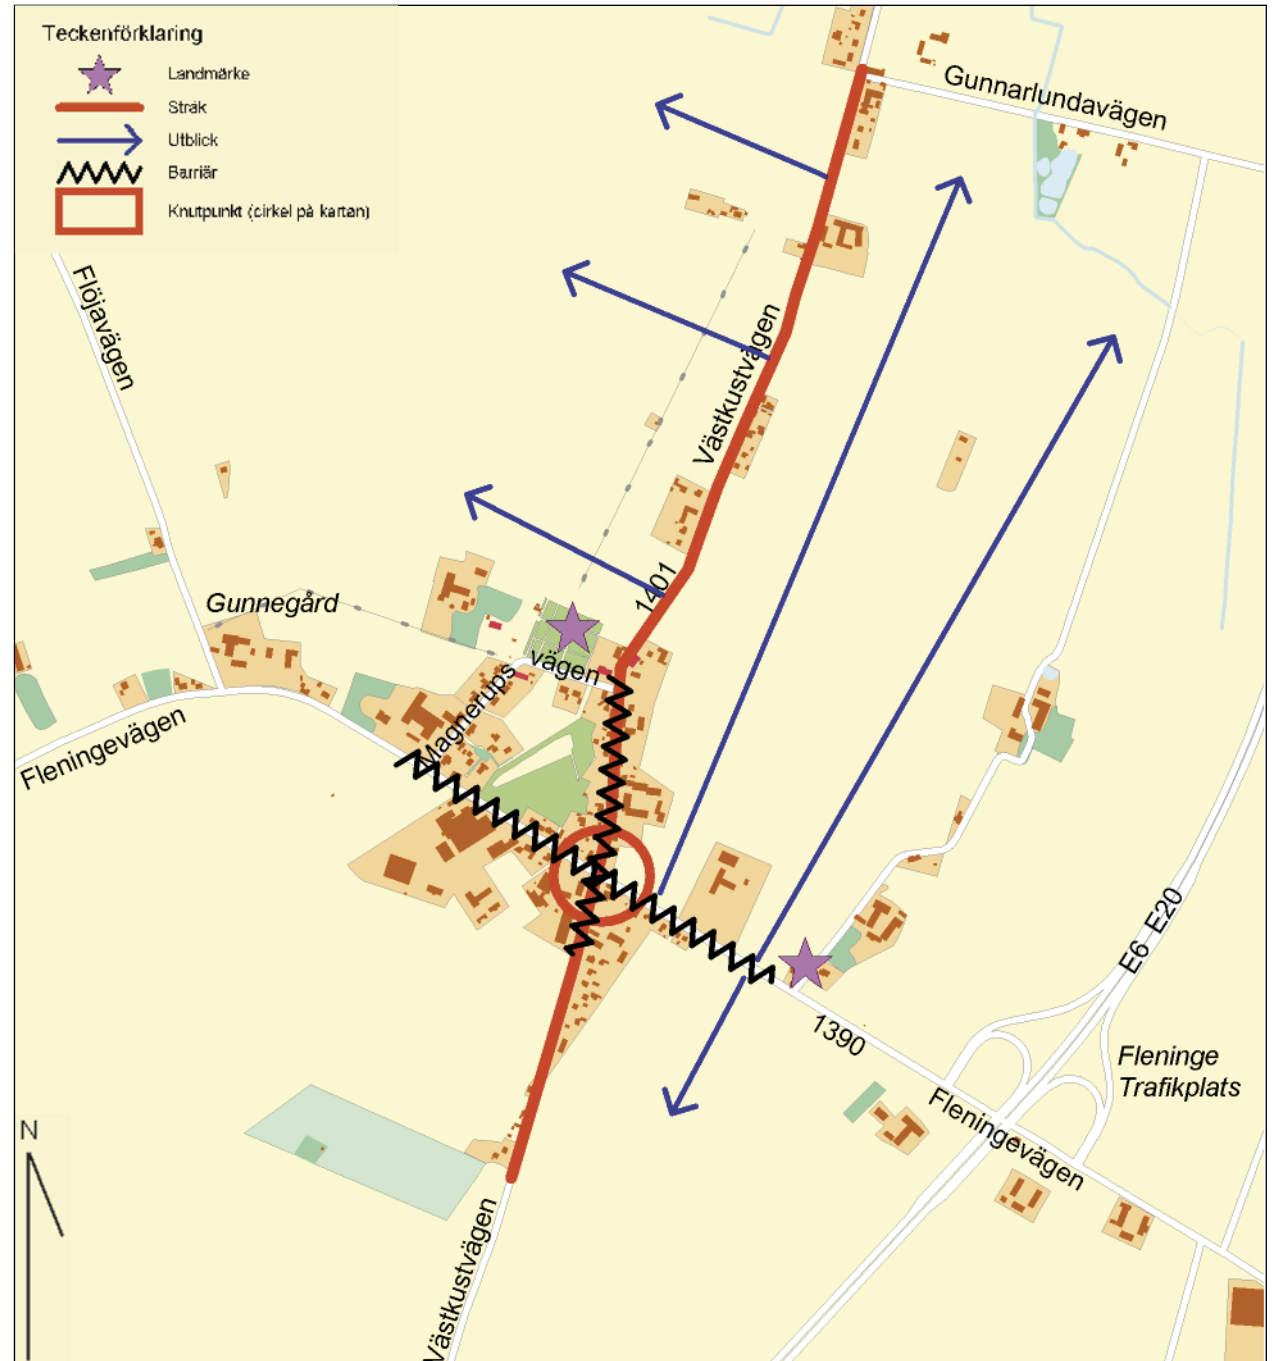 Teckenförklaring
Landmärke
Stråk
Utblick
Barriär
Knutpunkt (cirkel på kartan)
Gunnarlundavägen
Flöjavägen
Västkustvägen
1401
Gunnegård
vägen
Magnerups
Fleningevägen
E6 E20
1390
Fleninge
Trafikplats
Fleningevägen
N
Västkustvägen